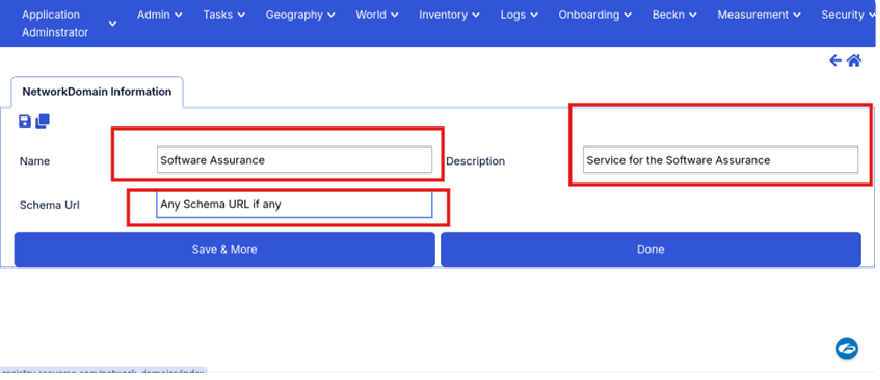 Application Adminstrator
Admin Tasks Geography World Inventory Logs Onboarding Beckn Measurement Security
NetworkDomain Information
Name Software Assurance Description Service for the Software Assurance
Schema Url Any Schema URL if any
Save & More Done